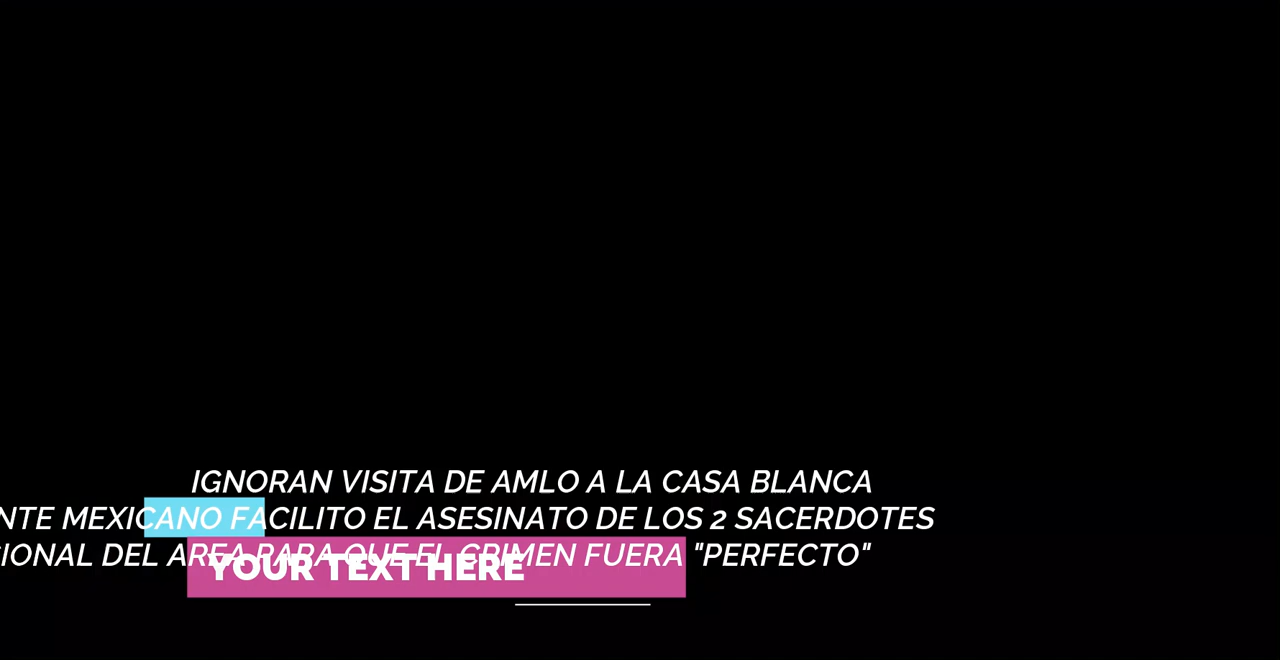 IGNORAN VISITA DE AMLO A LA CASA BLANCA
NTE MEXICANO FACILITO EL ASESINATO DE LOS 2 SACERDOTES
IONAL DEL AREA PARA QUE EL CRIMEN FUERA "PERFECTO"
YOUR TEXT HERE